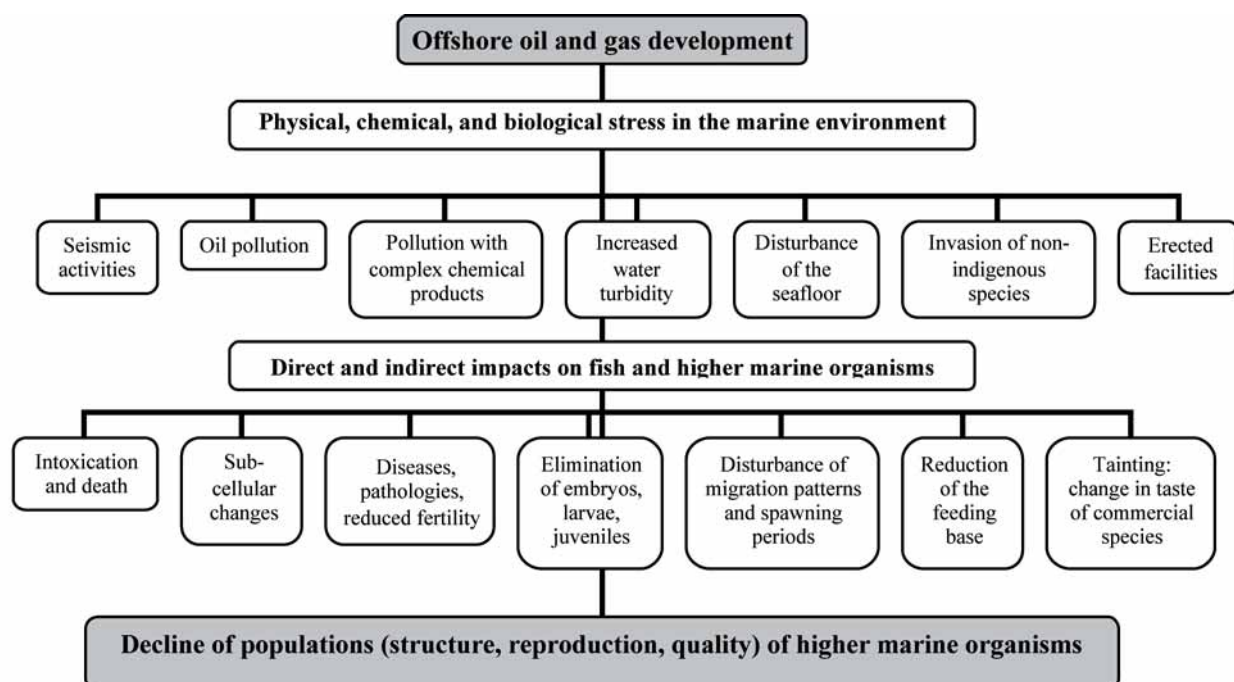 Offshore oil and gas development
Physical, chemical, and biological stress in the marine environment
Seismic
activities
Oil pollution
Pollution with
complex chemical
products
Increased
water
turbidity
Disturbance
of the
seafloor
Invasion of non-
indigenous
species
Erected
facilities
Direct and indirect impacts on fish and higher marine organisms
Intoxication
and death
Sub-
cellular
changes
Diseases,
pathologies,
reduced fertility
Elimination
of embryos,
larvae,
juveniles
Disturbance of
migration patterns
and spawning
periods
Reduction
of the
feeding
base
Tainting:
change in taste
of commercial
species
Decline of populations (structure, reproduction, quality) of higher marine organisms